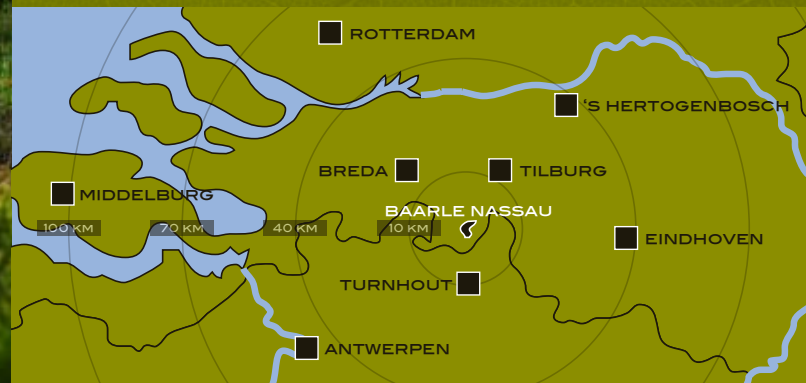 ROTTERDAM
‘S HERTOGENBOSCH
BREDA
TILBURG
MIDDELBURG
BAARLE NASSAU
100 KM
70 KM
40 KM
10 KM
EINDHOVEN
TURNHOUT
ANTWERPEN